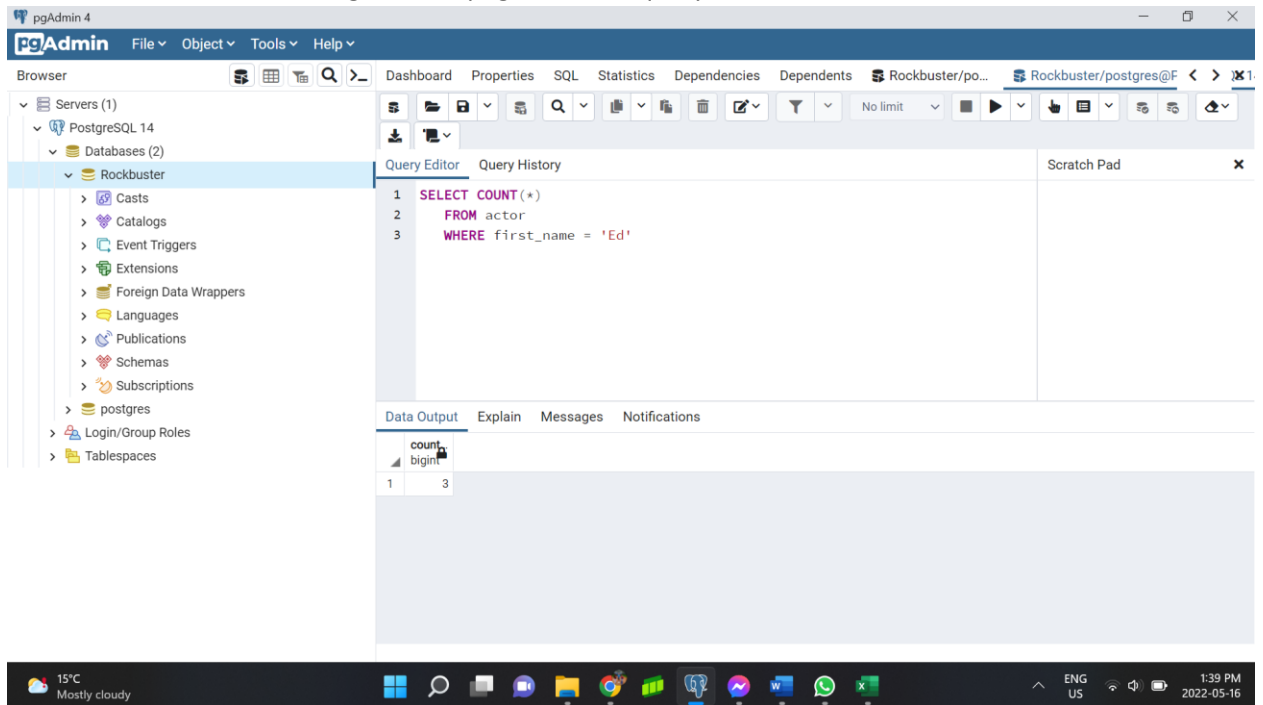 pgAdmin 4
pgAdmin File Object Tools Help
Browser
Dashboard Properties SQL Statistics Dependencies Dependents Rockbuster/po... Rockbuster/postgres@F
Servers (1)
PostgreSQL 14
Databases (2)
Rockbuster
Casts
Catalogs
Event Triggers
Extensions
Foreign Data Wrappers
Languages
Publications
Schemas
Subscriptions
postgres
Login/Group Roles
Tablespaces
No limit
Query Editor Query History
Scratch Pad
1 SELECT COUNT(*)
2 FROM actor
3 WHERE first_name = 'Ed'
Data Output Explain Messages Notifications
count
bigint
1 3
15°C
Mostly cloudy
ENG
US
1:39 PM
2022-05-16